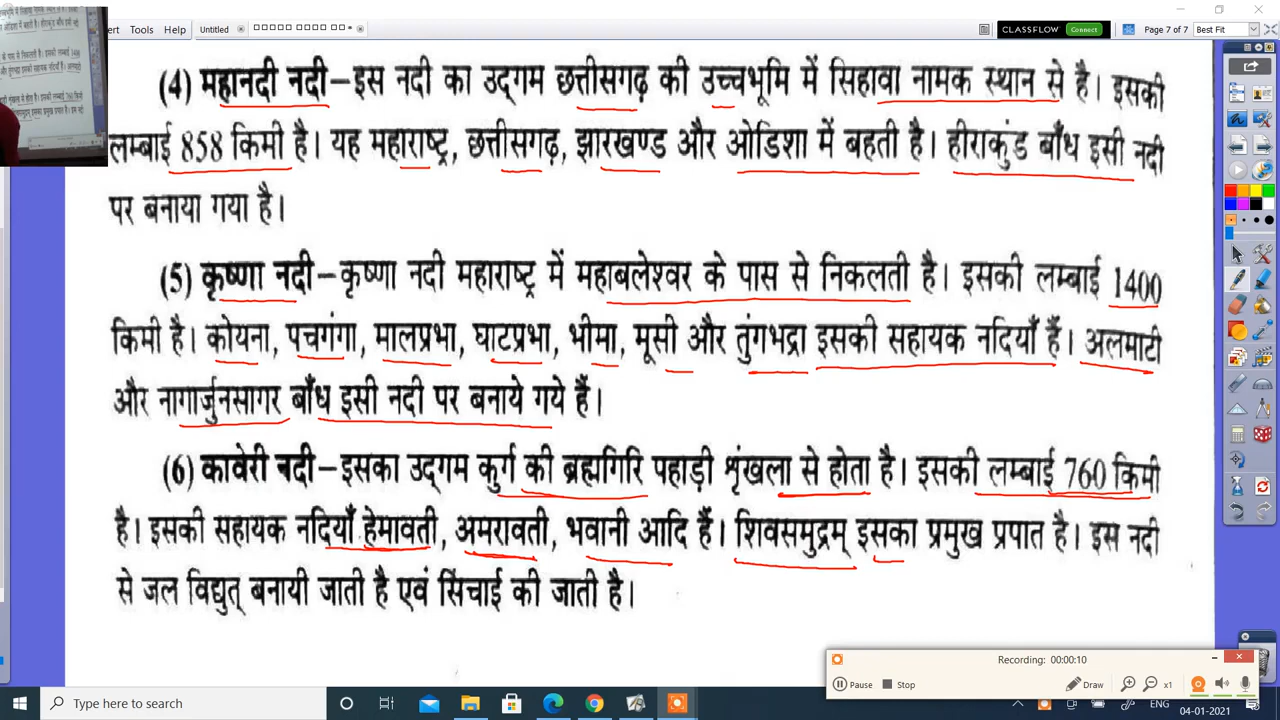 ert Tools Help Untitled CLASSFLOW Connect Page 7 of 7 Best Fit
(4) महानदी नदी–इस नदी का उद्गम छत्तीसगढ़ की उच्चभूमि में सिहावा नामक स्थान से है। इसकी
लम्बाई 858 किमी है। यह महाराष्ट्र, छत्तीसगढ़, झारखण्ड और ओडिशा में बहती है। हीराकुंड बाँध इसी नदी
पर बनाया गया है।
(5) कृष्णा नदी–कृष्णा नदी महाराष्ट्र में महाबलेश्वर के पास से निकलती है। इसकी लम्बाई 1400
किमी है। कोयना, पचगंगा, मालप्रभा, घाटप्रभा, भीमा, मूसी और तुंगभद्रा इसकी सहायक नदियाँ हैं। अलमाटी
और नागार्जुनसागर बाँध इसी नदी पर बनाये गये हैं।
(6) कावेरी नदी–इसका उद्गम कुर्ग की ब्रह्मगिरि पहाड़ी शृंखला से होता है। इसकी लम्बाई 760 किमी
है। इसकी सहायक नदियाँ हेमावती, अमरावती, भवानी आदि हैं। शिवसमुद्रम् इसका प्रमुख प्रपात है। इस नदी
से जल विद्युत् बनायी जाती है एवं सिंचाई की जाती है।
Recording: 00:00:10
Pause Stop Draw x1
Type here to search ENG
04-01-2021